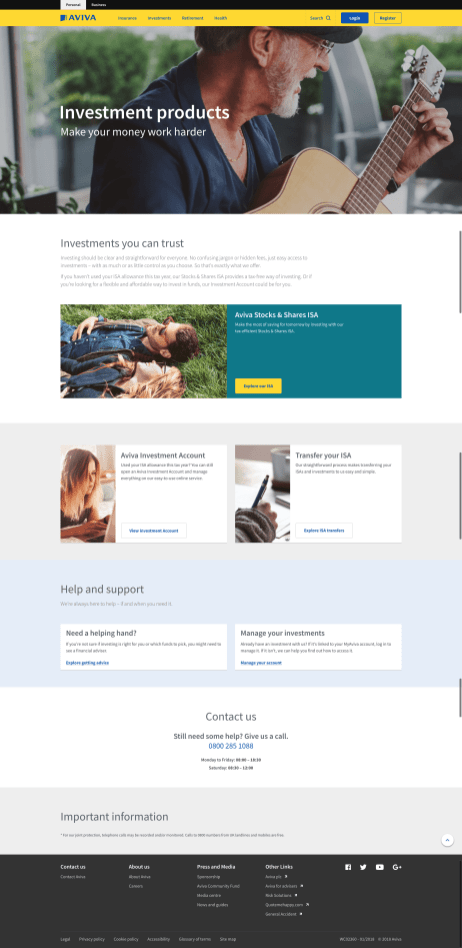 Personal Business
AVIVA Insurance Investments Retirement Health Search Login Register
Investment products
Make your money work harder
Investments you can trust
Investing should be clear and straightforward for everyone. No confusing jargon or hidden fees, just easy access to
investments – with as much or as little control as you choose. So that's exactly what we offer.
If you haven't used your ISA allowance this tax year, our Stocks & Shares ISA provides a tax-free way of investing. Or if
you're looking for a flexible and affordable way to invest in funds, our Investment Account could be for you.
Aviva Stocks & Shares ISA
Make the most of saving for tomorrow by investing with our
tax-efficient Stocks & Shares ISA.
Explore our ISA
Aviva Investment Account
Used your ISA allowance this tax year? You can still
open an Aviva Investment Account and manage
everything on our easy-to-use online service.
View Investment Account
Transfer your ISA
Our straightforward process makes transferring your
ISAs and investments to us easy and simple.
Explore ISA transfers
Help and support
We're always here to help – if and when you need it.
Need a helping hand?
If you're not sure if investing is right for you or which funds to pick, you might need to
see a financial adviser.
Explore getting advice
Manage your investments
Already have an investment with us? If it's linked to your MyAviva account, log in to
manage it. If it isn't, we can help you find out how to access it.
Manage your account
Contact us
Still need some help? Give us a call.
0800 285 1088
Monday to Friday: 08:00 – 18:30
Saturday: 08:30 – 12:00
Important information
* For our joint protection, telephone calls may be recorded and/or monitored. Calls to 0800 numbers from UK landlines and mobiles are free.
Contact us
Contact Aviva
About us
About Aviva
Careers
Press and Media
Sponsorship
Aviva Community Fund
Media centre
News and guides
Other Links
Aviva plc
Aviva for advisers
Risk Solutions
Quotemehappy.com
General Accident
Legal Privacy policy Cookie policy Accessibility Glossary of terms Site map
© 2018 Aviva